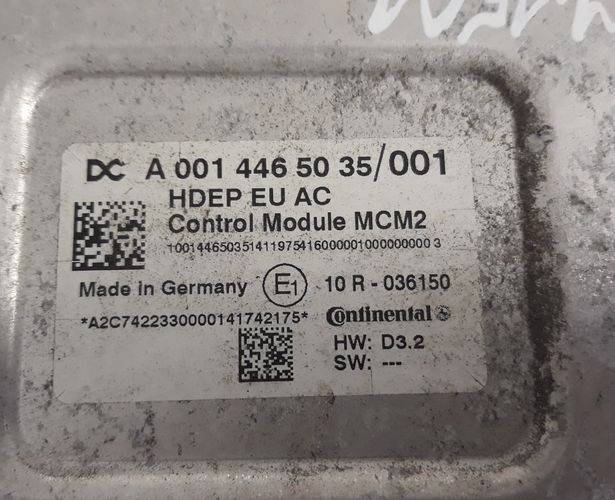 DC A 001 446 50 35/001
HDEP EU AC
Control Module MCM2
10014465035141197541600000100000000003
Made in Germany E1 10 R - 036150
*A2C7422330000141742175* Continental
HW: D3.2
SW: ---